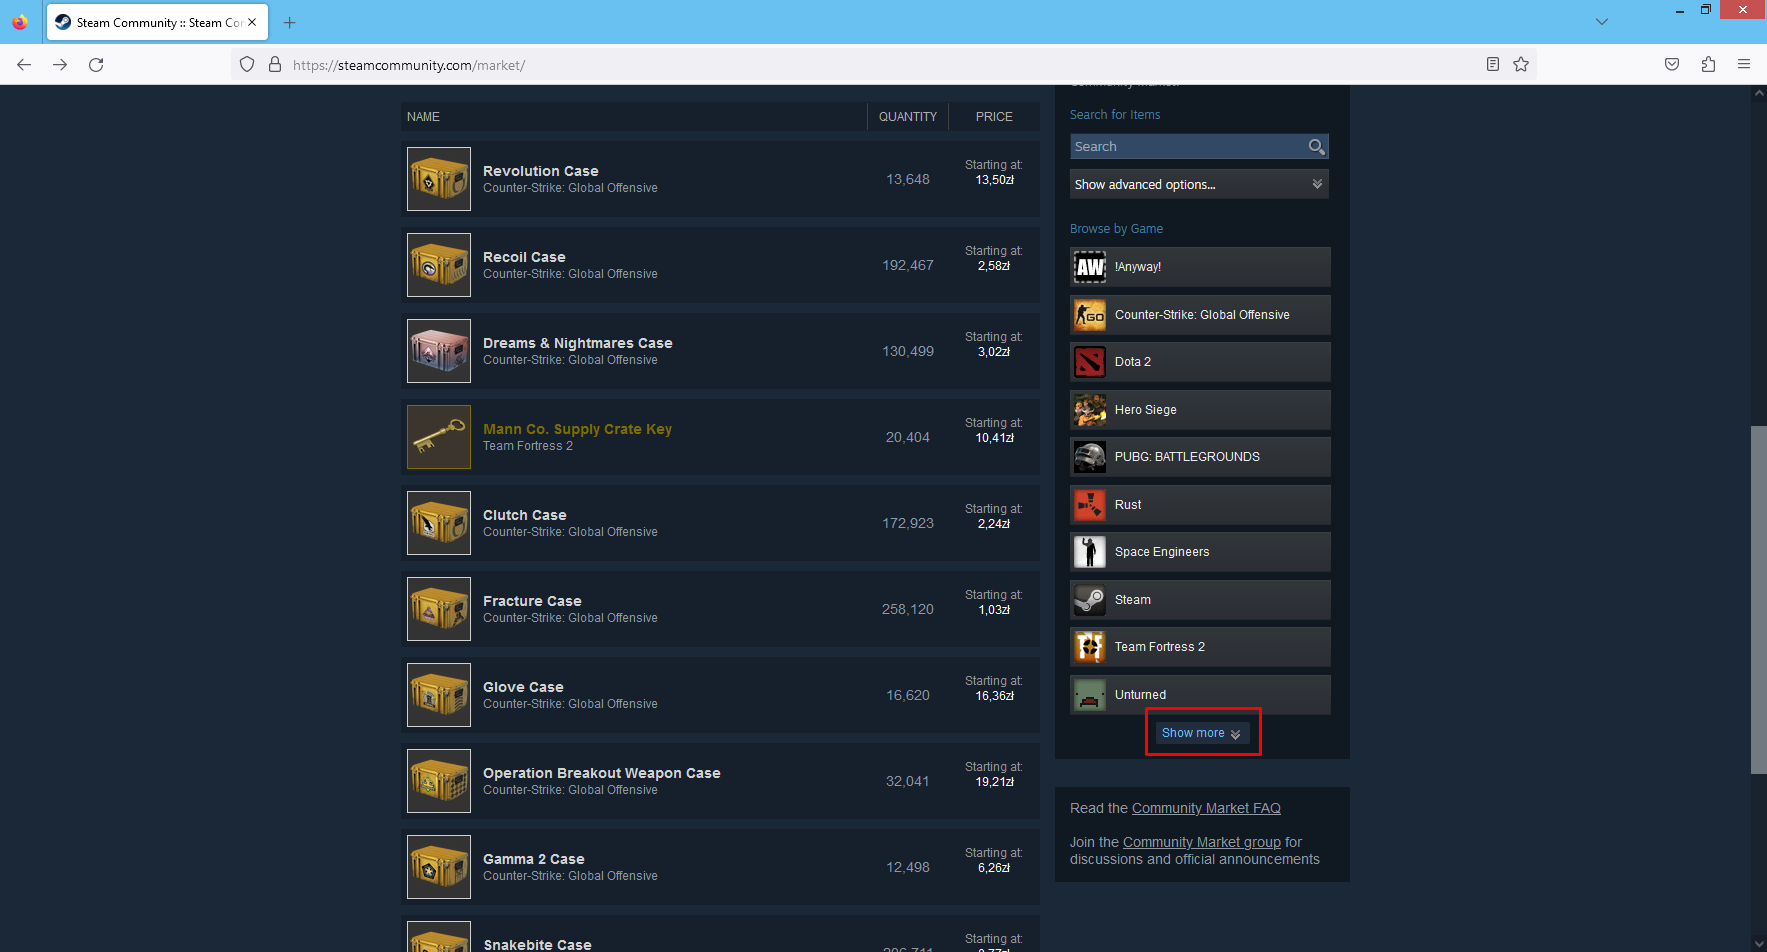 Steam Community :: Steam Co
https://steamcommunity.com/market/
NAME QUANTITY PRICE
Revolution Case
Counter-Strike: Global Offensive
13,648
Starting at:
13,50zł
Recoil Case
Counter-Strike: Global Offensive
192,467
Starting at:
2,58zł
Dreams & Nightmares Case
Counter-Strike: Global Offensive
130,499
Starting at:
3,02zł
Mann Co. Supply Crate Key
Team Fortress 2
20,404
Starting at:
10,41zł
Clutch Case
Counter-Strike: Global Offensive
172,923
Starting at:
2,24zł
Fracture Case
Counter-Strike: Global Offensive
258,120
Starting at:
1,03zł
Glove Case
Counter-Strike: Global Offensive
16,620
Starting at:
16,36zł
Operation Breakout Weapon Case
Counter-Strike: Global Offensive
32,041
Starting at:
19,21zł
Gamma 2 Case
Counter-Strike: Global Offensive
12,498
Starting at:
6,26zł
Snakebite Case
Starting at:
Search for Items
Search
Show advanced options...
Browse by Game
AW !Anyway!
GO Counter-Strike: Global Offensive
Dota 2
Hero Siege
PUBG: BATTLEGROUNDS
Rust
Space Engineers
Steam
Team Fortress 2
Unturned
Show more
Read the Community Market FAQ
Join the Community Market group for
discussions and official announcements